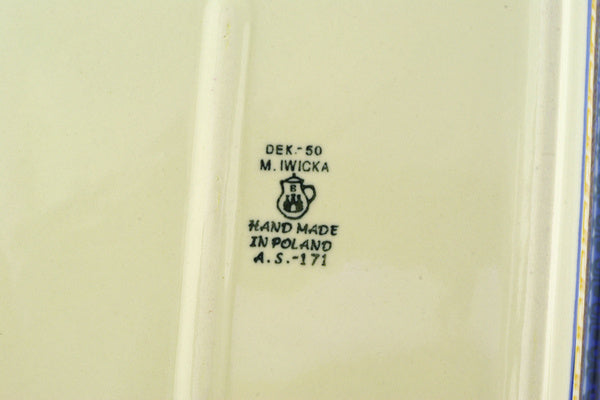 DEK.-50
M. IWICKA
B
HAND MADE
IN POLAND
A.S.-171